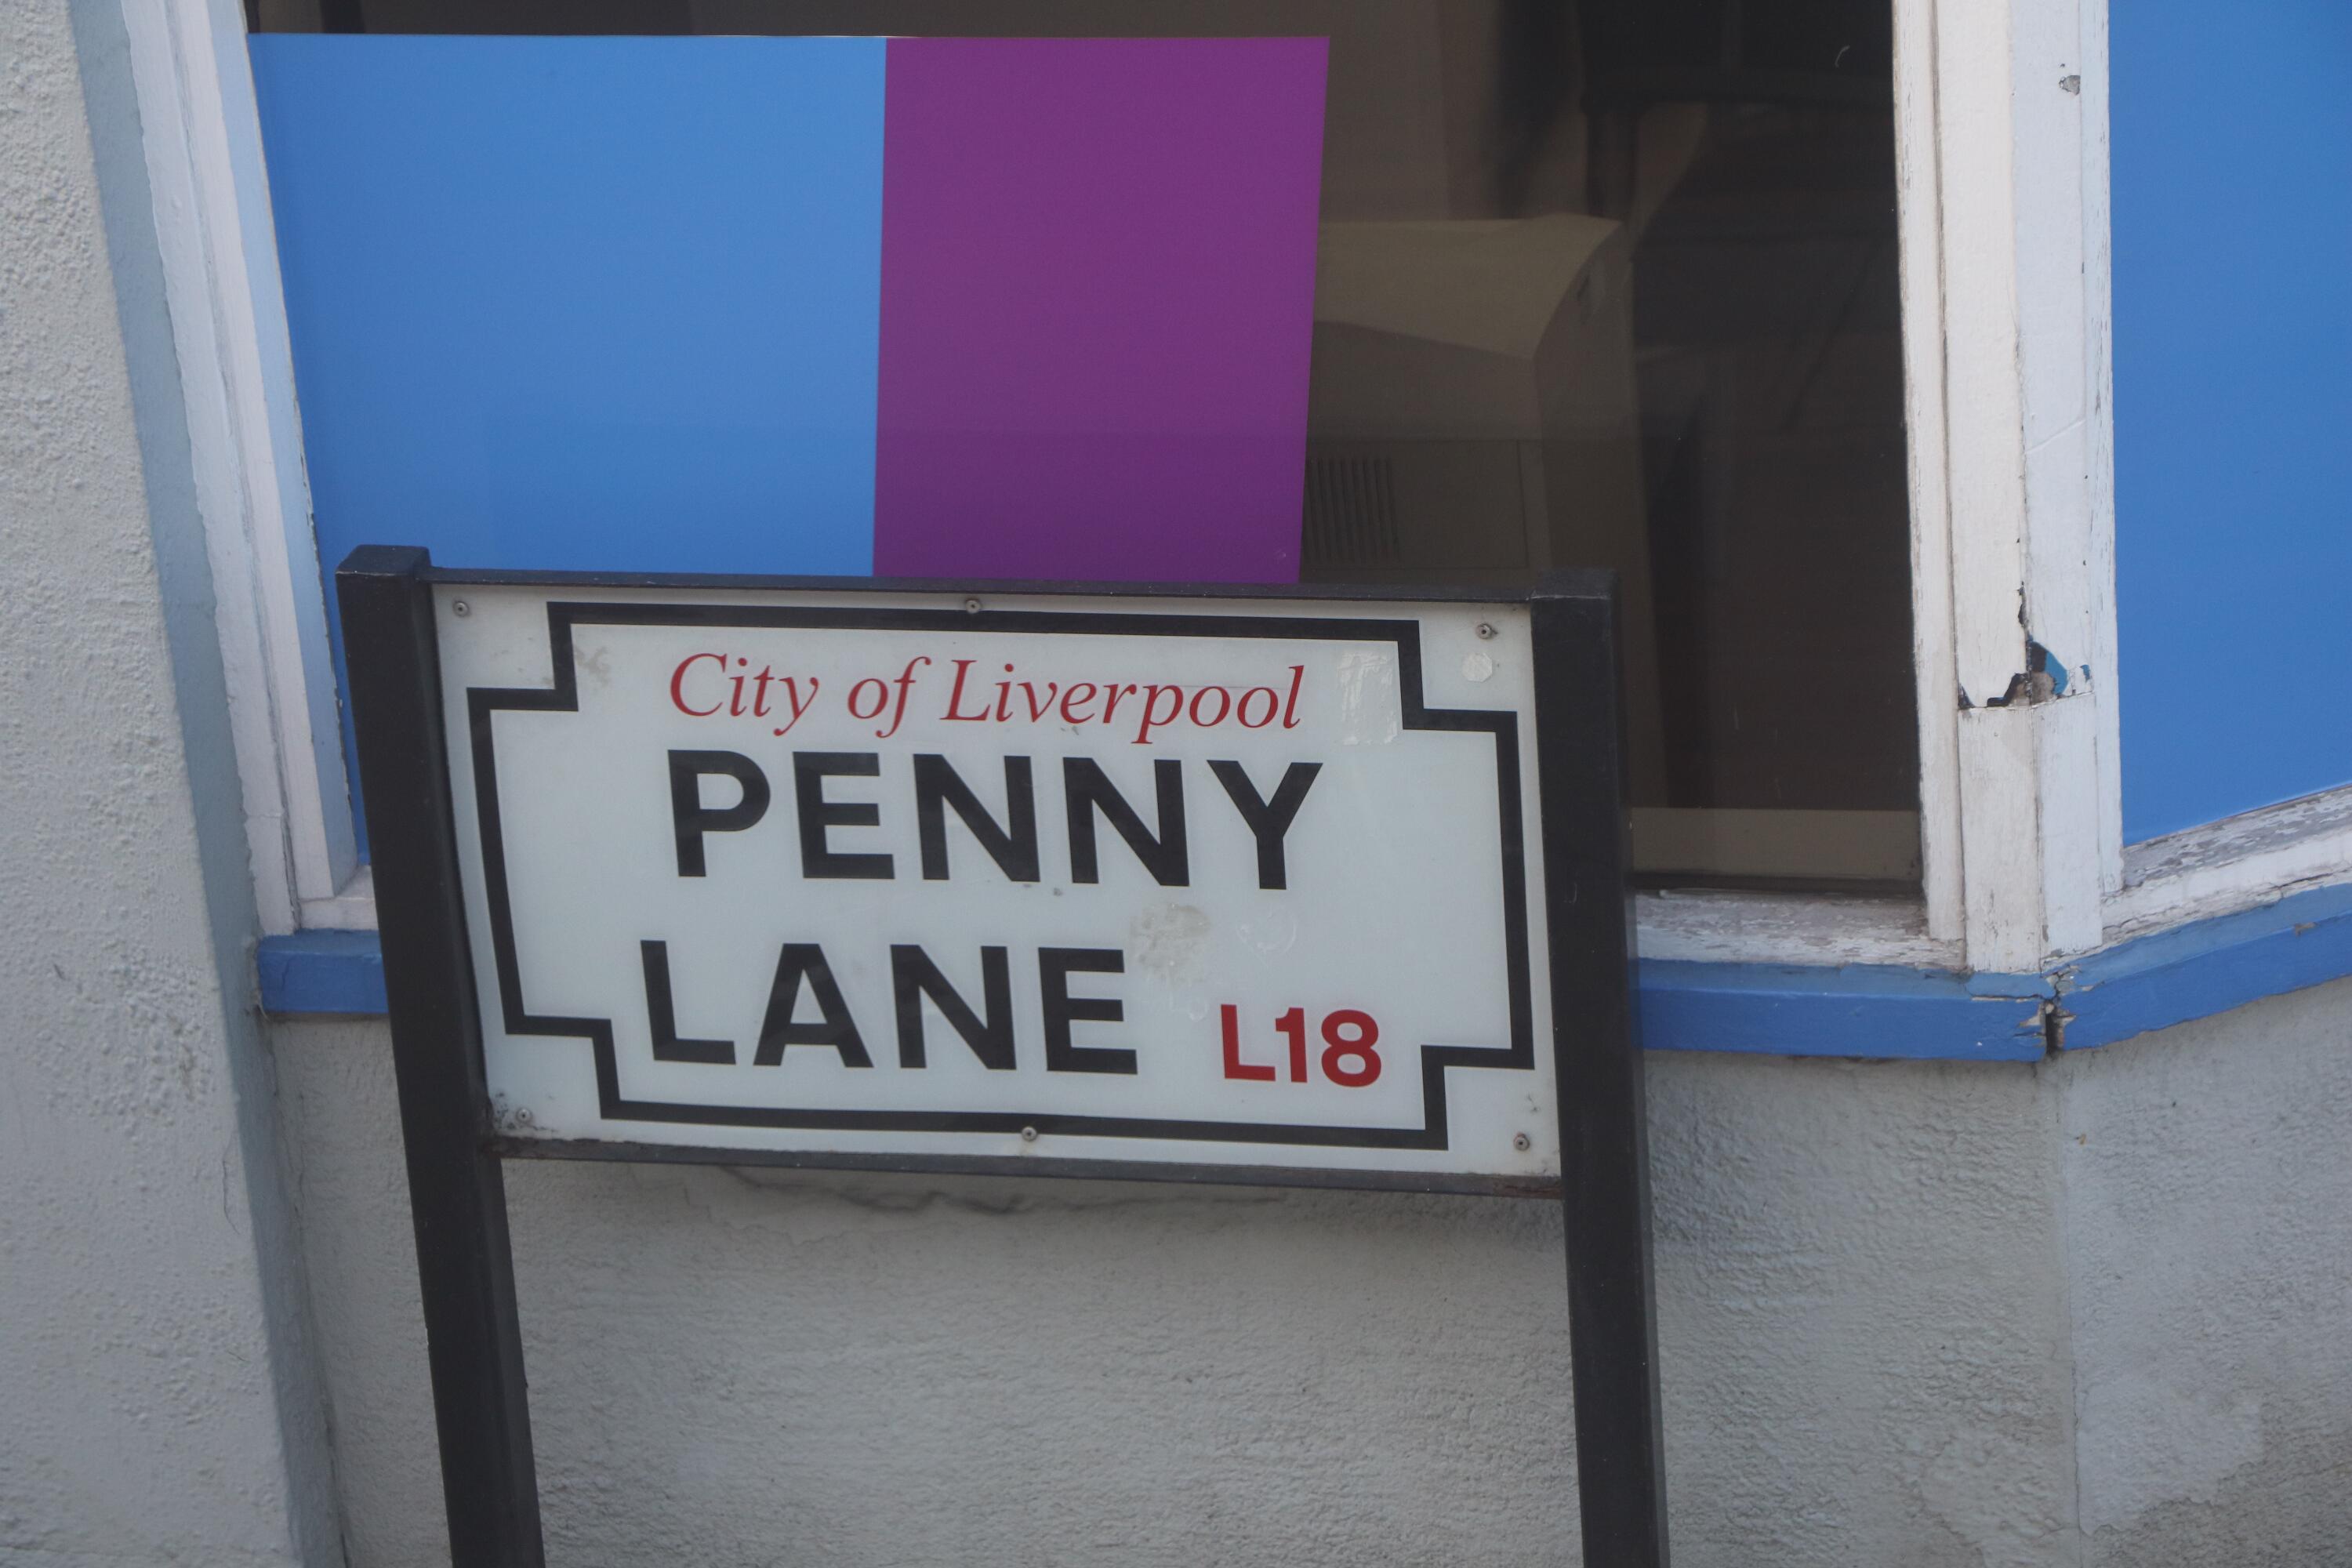 City of Liverpool
PENNY
LANE L18